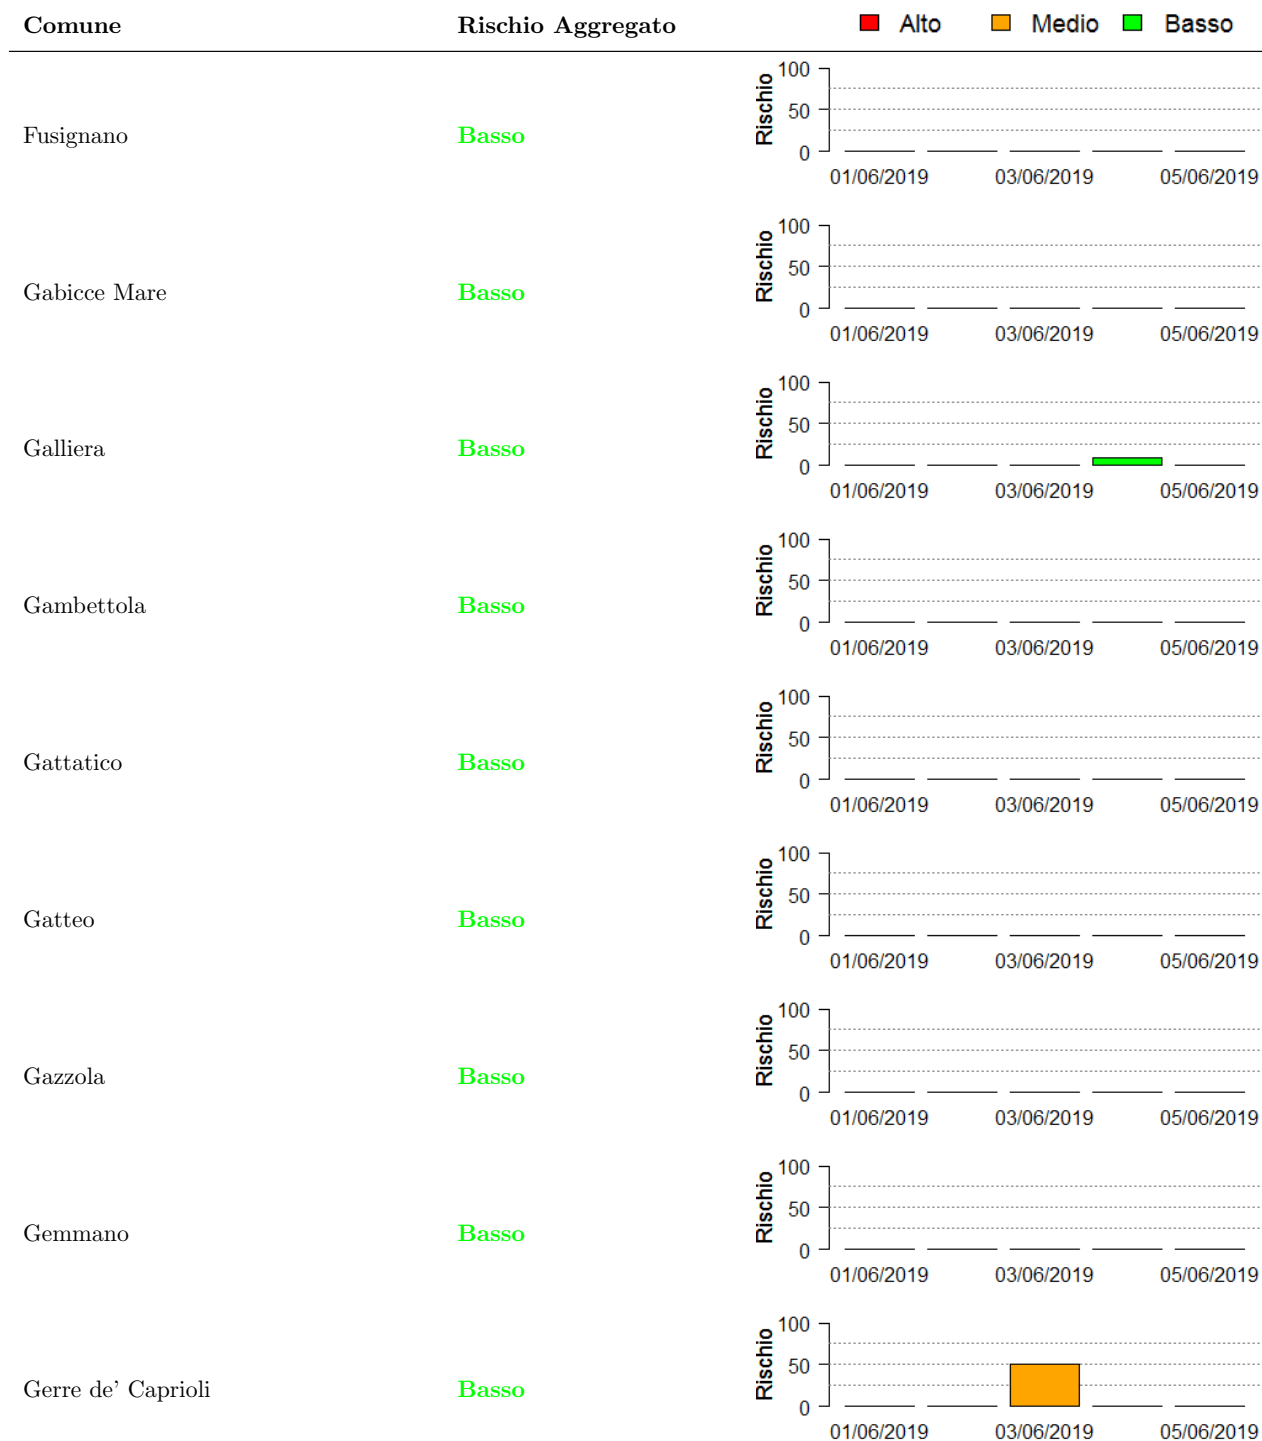 Comune Rischio Aggregato Alto Medio Basso
Fusignano Basso Rischio 100 50 0
01/06/2019 03/06/2019 05/06/2019
Gabicce Mare Basso Rischio 100 50 0
01/06/2019 03/06/2019 05/06/2019
Galliera Basso Rischio 100 50 0
01/06/2019 03/06/2019 05/06/2019
Gambettola Basso Rischio 100 50 0
01/06/2019 03/06/2019 05/06/2019
Gattatico Basso Rischio 100 50 0
01/06/2019 03/06/2019 05/06/2019
Gatteo Basso Rischio 100 50 0
01/06/2019 03/06/2019 05/06/2019
Gazzola Basso Rischio 100 50 0
01/06/2019 03/06/2019 05/06/2019
Gemmano Basso Rischio 100 50 0
01/06/2019 03/06/2019 05/06/2019
Gerre de' Caprioli Basso Rischio 100 50 0
01/06/2019 03/06/2019 05/06/2019